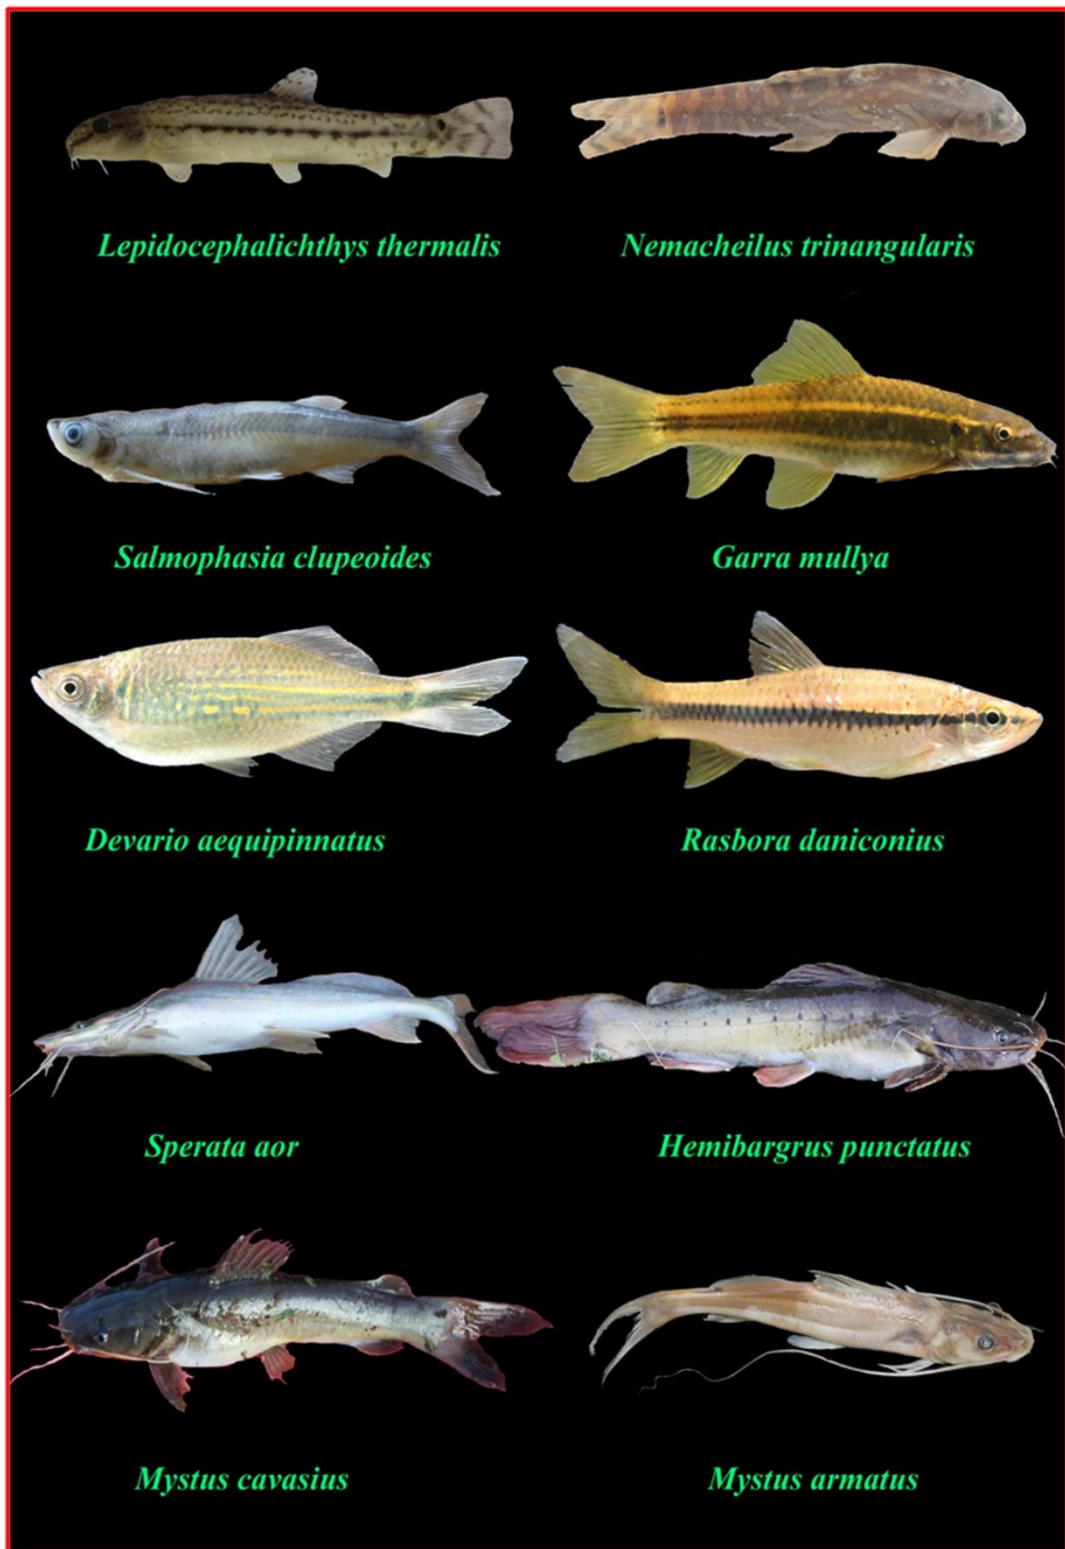 Lepidocephalichthys thermalis
Nemacheilus trinangularis
Salmophasia clupeoides
Garra mullya
Devario aequipinnatus
Rasbora daniconius
Sperata aor
Hemibargrus punctatus
Mystus cavasius
Mystus armatus